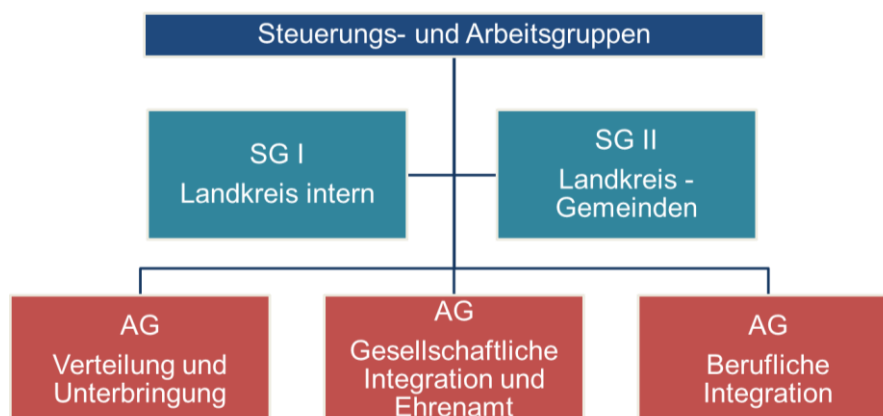 Steuerungs- und Arbeitsgruppen
SG I
Landkreis intern
SG II
Landkreis -
Gemeinden
AG
Verteilung und
Unterbringung
AG
Gesellschaftliche
Integration und
Ehrenamt
AG
Berufliche
Integration